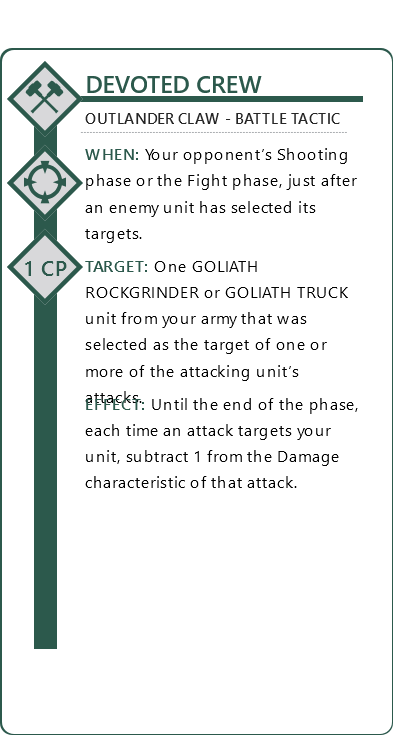 DEVOTED CREW
OUTLANDER CLAW - BATTLE TACTIC
WHEN: Your opponent's Shooting
phase or the Fight phase, just after
an enemy unit has selected its
targets.
1 CP
TARGET: One GOLIATH
ROCKGRINDER or GOLIATH TRUCK
unit from your army that was
selected as the target of one or
more of the attacking unit's
attacks.
EFFECT: Until the end of the phase,
each time an attack targets your
unit, subtract 1 from the Damage
characteristic of that attack.